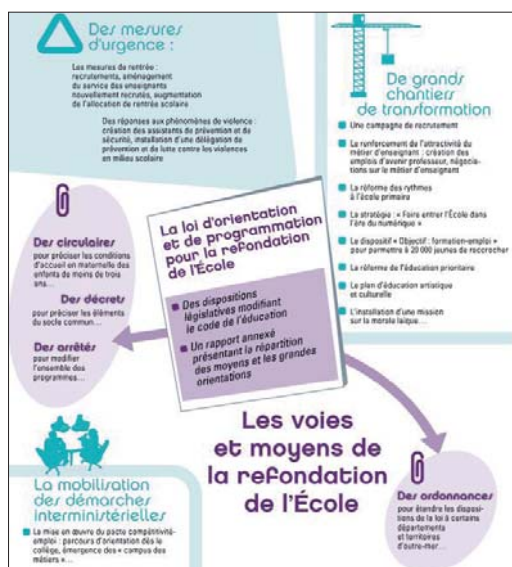 Des mesures
d'urgence :
Les mesures de rentrée :
recrutements, aménagement
du service des enseignants
nouvellement recrutés, augmentation
de l'allocation de rentrée scolaire
Des réponses aux phénomènes de violence :
création des assistants de prévention et de
sécurité, installation d'une délégation de
prévention et de lutte contre les violences
en milieu scolaire
De grands
chantiers
de transformation
Une campagne de recrutement
Le renforcement de l'attractivité du
métier d'enseignant : création des
emplois d'avenir professeur, négocia-
tions sur le métier d'enseignant
La réforme des rythmes
à l'école primaire
La stratégie : « Faire entrer l'École dans
l'ère du numérique »
Le dispositif « Objectif : formation-emploi »
pour permettre à 20 000 jeunes de raccrocher
La réforme de l'éducation prioritaire
Le plan d'éducation artistique
et culturelle
L'installation d'une mission
sur la morale laïque...
La loi d'orientation
et de programmation
pour la refondation
de l'École
Des dispositions
législatives modifiant
le code de l'éducation
Un rapport annexé
présentant la répartition
des moyens et les grandes
orientations
Des circulaires
pour préciser les conditions
d'accueil en maternelle des
enfants de moins de trois
ans...
Des décrets
pour préciser les éléments
du socle commun...
Des arrêtés
pour modifier
l'ensemble des
programmes...
Les voies
et moyens de
la refondation
de l'École
La mobilisation
des démarches
interministérielles
La mise en œuvre du pacte compétitivité-
emploi : parcours d'orientation dès le
collège, émergence des « campus des
métiers »...
Des ordonnances
pour étendre les disposi-
tions de la loi à certains
départements
et territoires
d'outre-mer...